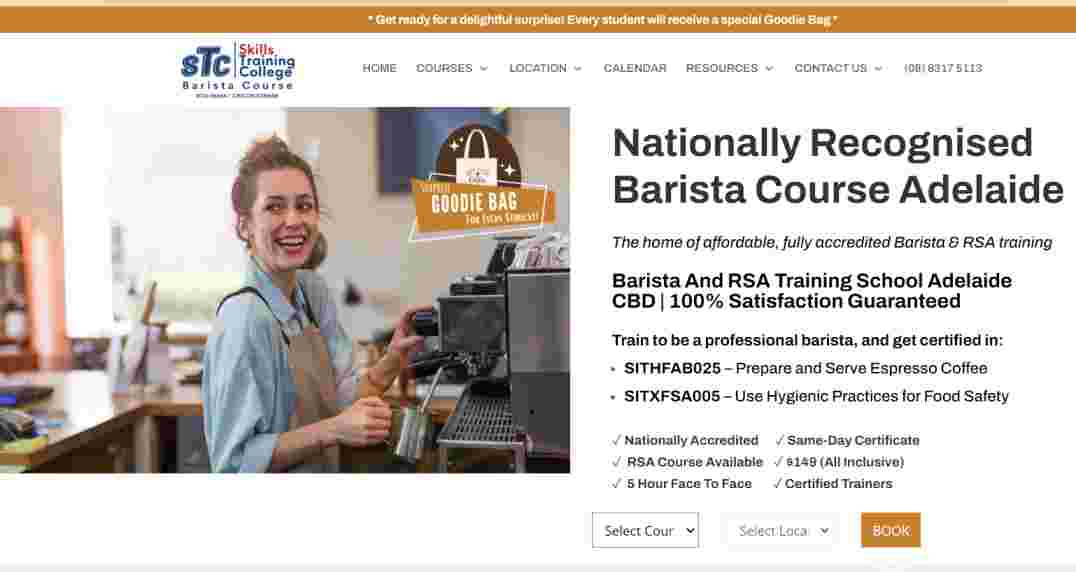 * Get ready for a delightful surprise! Every student will receive a special Goodie Bag *
STC Skills Training College
Barista Course
HOME COURSES LOCATION CALENDAR RESOURCES CONTACT US (08) 8317 5113
SURPRISE
GOODIE BAG
For Every Student!
Nationally Recognised
Barista Course Adelaide
The home of affordable, fully accredited Barista & RSA training
Barista And RSA Training School Adelaide
CBD | 100% Satisfaction Guaranteed
Train to be a professional barista, and get certified in:
• SITHFAB025 – Prepare and Serve Espresso Coffee
• SITXFSA005 – Use Hygienic Practices for Food Safety
✓ Nationally Accredited ✓ Same-Day Certificate
✓ RSA Course Available ✓ $149 (All Inclusive)
✓ 5 Hour Face To Face ✓ Certified Trainers
Select Cour Select Loca BOOK